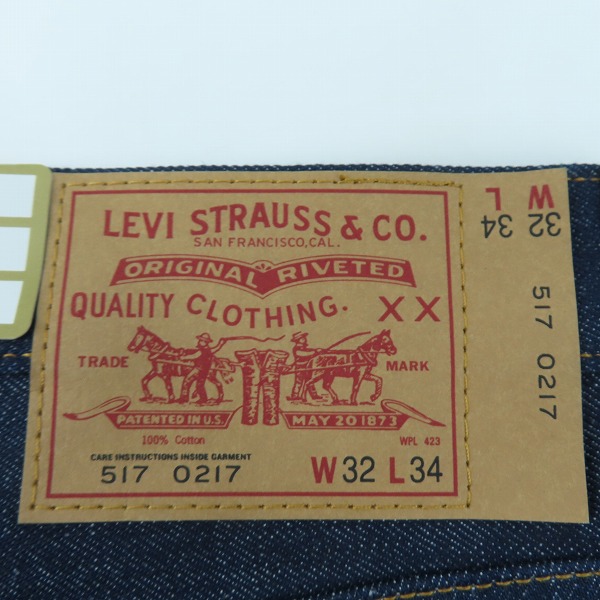 LEVI STRAUSS & CO.
SAN FRANCISCO, CAL.
ORIGINAL RIVETED
QUALITY CLOTHING. XX
TRADE MARK
PATENTED IN U.S. MAY 20 1873
100% Cotton WPL 423
CARE INSTRUCTIONS INSIDE GARMENT
517 0217 W32 L34
W L
32 34
517 0217